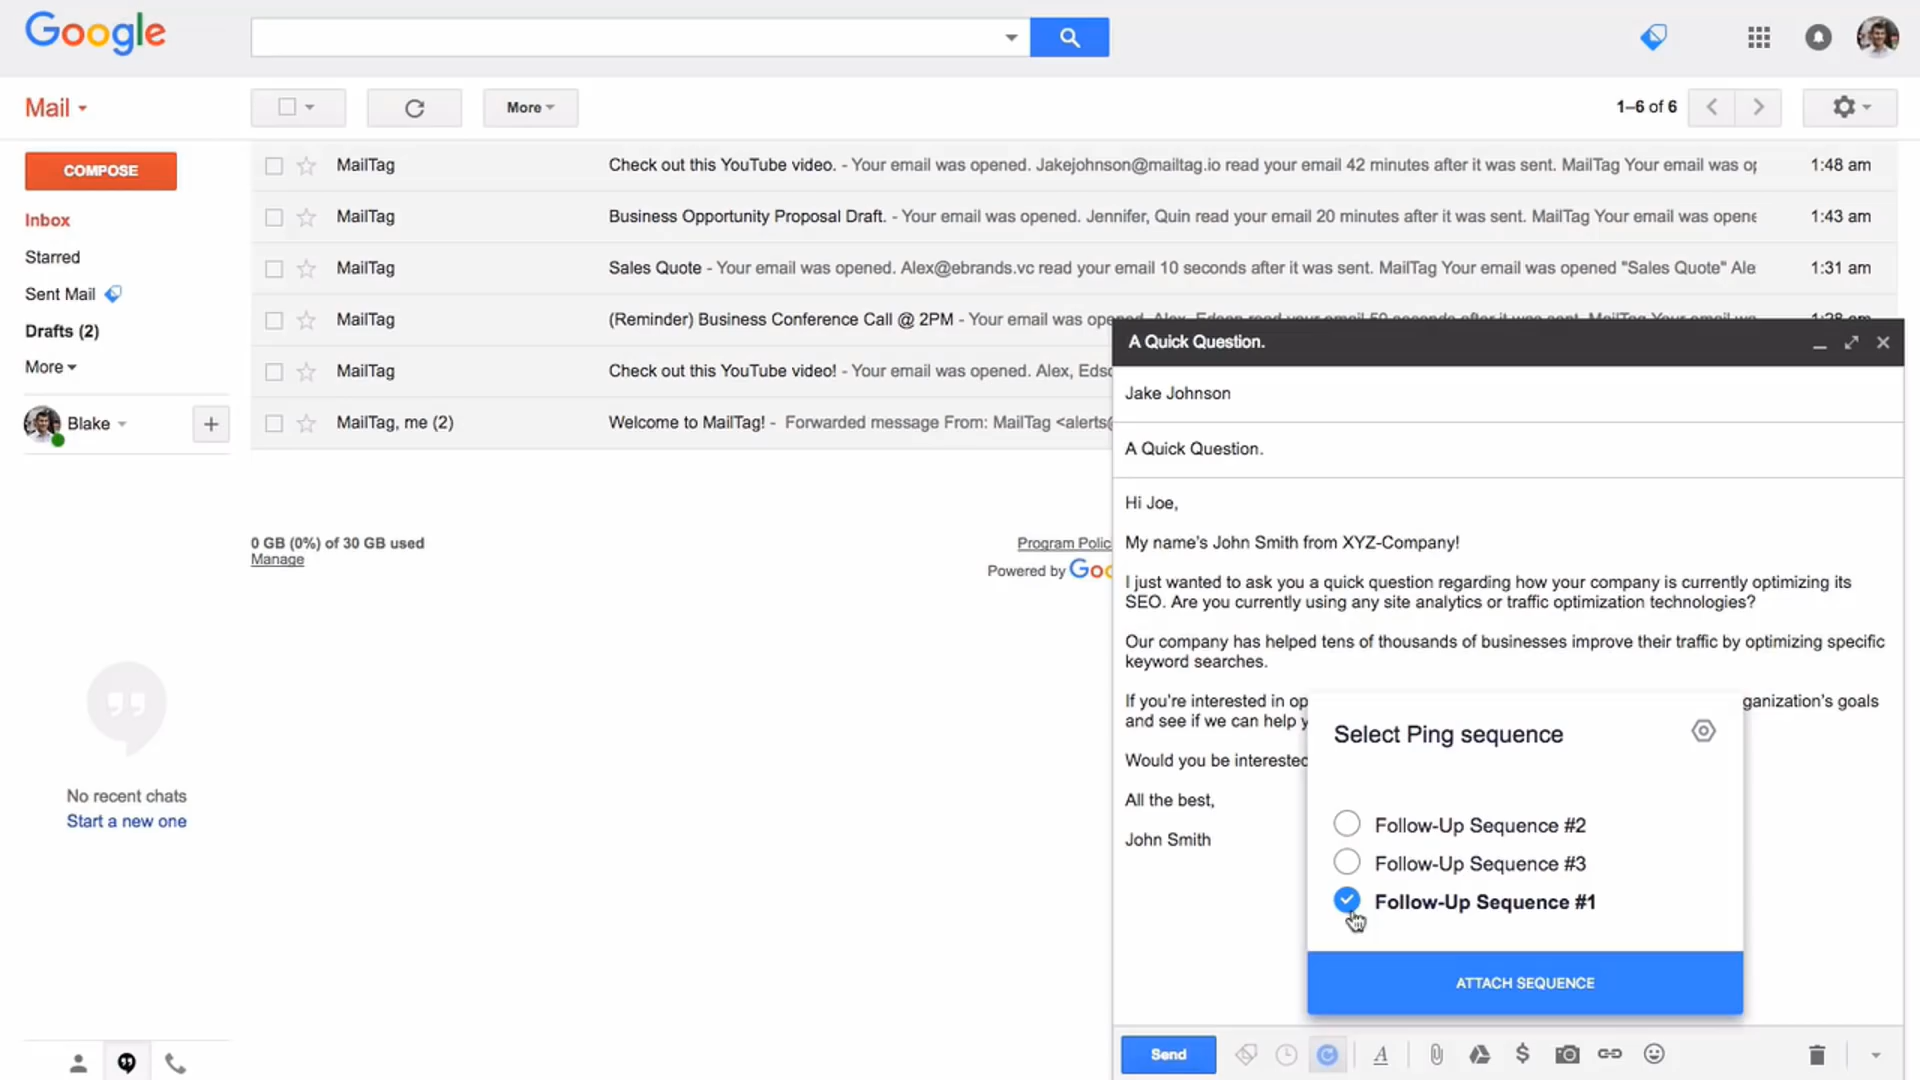 Google
Mail
More
1–6 of 6
COMPOSE
Inbox
Starred
Sent Mail
Drafts (2)
More
Blake
MailTag Check out this YouTube video. - Your email was opened. Jakejohnson@mailtag.io read your email 42 minutes after it was sent. MailTag Your email was 1:48 am
MailTag Business Opportunity Proposal Draft. - Your email was opened. Jennifer, Quin read your email 20 minutes after it was sent. MailTag Your email was 1:43 am
MailTag Sales Quote - Your email was opened. Alex@ebrands.vc read your email 10 seconds after it was sent. MailTag Your email was opened "Sales Quote" Ale 1:31 am
MailTag (Reminder) Business Conference Call @ 2PM - Your email was
MailTag Check out this YouTube video! - Your email was opened. Alex,
MailTag, me (2) Welcome to MailTag! - Forwarded message From: MailTag <alerts@
0 GB (0%) of 30 GB used
Manage
Program Polic
Powered by Goo
No recent chats
Start a new one
A Quick Question.
Jake Johnson
A Quick Question.
Hi Joe,
My name's John Smith from XYZ-Company!
I just wanted to ask you a quick question regarding how your company is currently optimizing its
SEO. Are you currently using any site analytics or traffic optimization technologies?
Our company has helped tens of thousands of businesses improve their traffic by optimizing specific
keyword searches.
If you're interested in op ganization's goals
and see if we can help y
Would you be interested
All the best,
John Smith
Select Ping sequence
Follow-Up Sequence #2
Follow-Up Sequence #3
Follow-Up Sequence #1
ATTACH SEQUENCE
Send